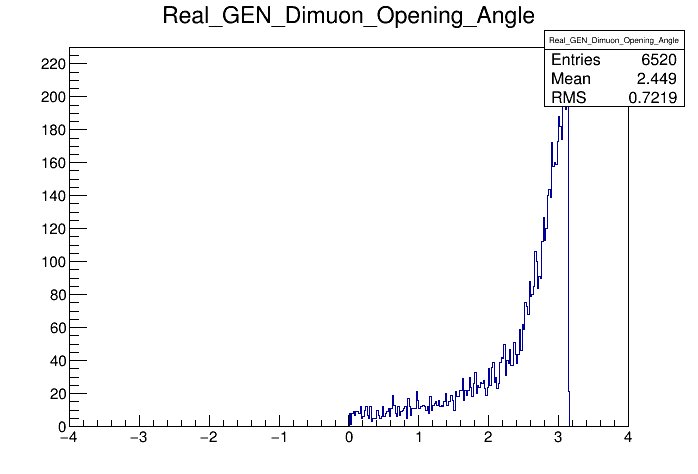 Real_GEN_Dimuon_Opening_Angle
Real_GEN_Dimuon_Opening_Angle
Entries 6520
Mean 2.449
RMS 0.7219
220
200
180
160
140
120
100
80
60
40
20
0
−4 −3 −2 −1 0 1 2 3 4